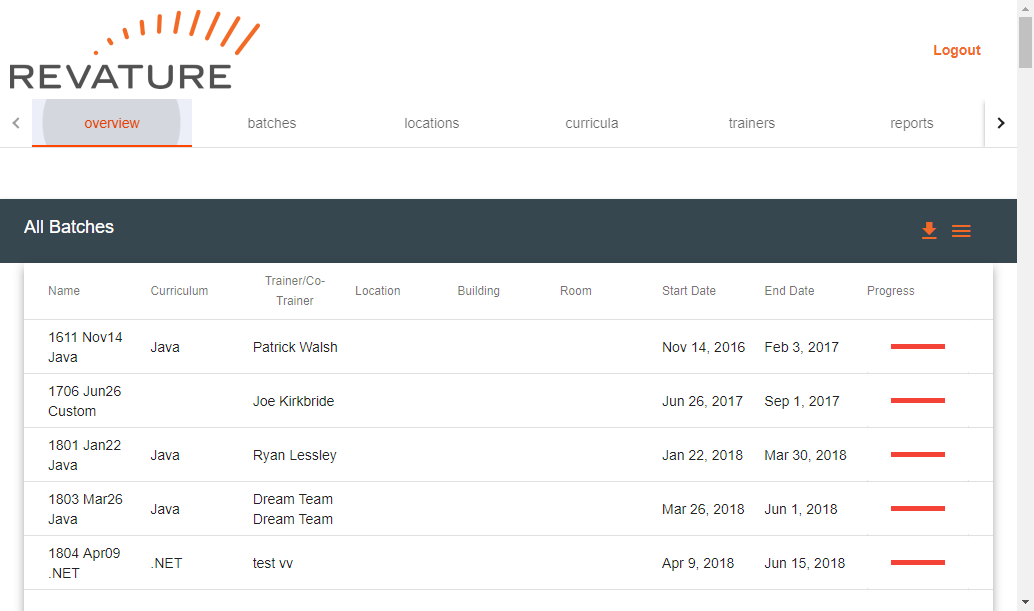 REVATURE
Logout
overview batches locations curricula trainers reports
All Batches
Name Curriculum Trainer/Co-
Trainer Location Building Room Start Date End Date Progress
1611 Nov14
Java Java Patrick Walsh Nov 14, 2016 Feb 3, 2017
1706 Jun26
Custom Joe Kirkbride Jun 26, 2017 Sep 1, 2017
1801 Jan22
Java Java Ryan Lessley Jan 22, 2018 Mar 30, 2018
1803 Mar26
Java Java Dream Team
Dream Team Mar 26, 2018 Jun 1, 2018
1804 Apr09
.NET .NET test vv Apr 9, 2018 Jun 15, 2018